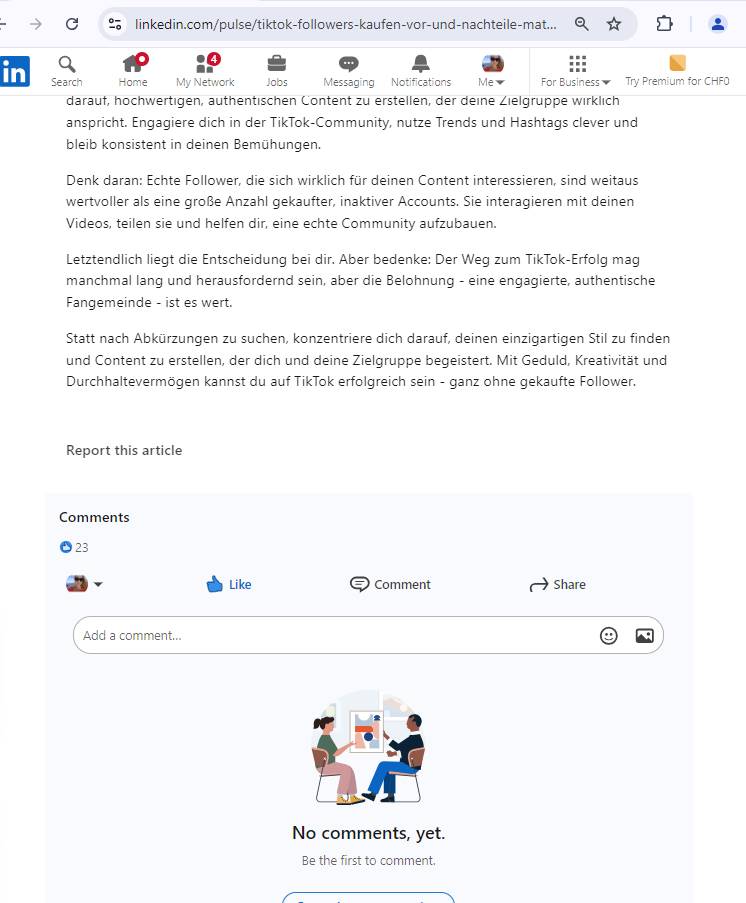 linkedin.com/pulse/tiktok-followers-kaufen-vor-und-nachteile-mat...
in
4
Search
Home
My Network
Jobs
Messaging
Notifications
Me
For Business
Try Premium for CHF0
darauf, hochwertigen, authentischen Content zu erstellen, der deine Zielgruppe wirklich
anspricht. Engagiere dich in der TikTok-Community, nutze Trends und Hashtags clever und
bleib konsistent in deinen Bemühungen.
Denk daran: Echte Follower, die sich wirklich für deinen Content interessieren, sind weitaus
wertvoller als eine große Anzahl gekaufter, inaktiver Accounts. Sie interagieren mit deinen
Videos, teilen sie und helfen dir, eine echte Community aufzubauen.
Letztendlich liegt die Entscheidung bei dir. Aber bedenke: Der Weg zum TikTok-Erfolg mag
manchmal lang und herausfordernd sein, aber die Belohnung - eine engagierte, authentische
Fangemeinde - ist es wert.
Statt nach Abkürzungen zu suchen, konzentriere dich darauf, deinen einzigartigen Stil zu finden
und Content zu erstellen, der dich und deine Zielgruppe begeistert. Mit Geduld, Kreativität und
Durchhaltevermögen kannst du auf TikTok erfolgreich sein - ganz ohne gekaufte Follower.
Report this article
Comments
23
Like
Comment
Share
Add a comment...
No comments, yet.
Be the first to comment.